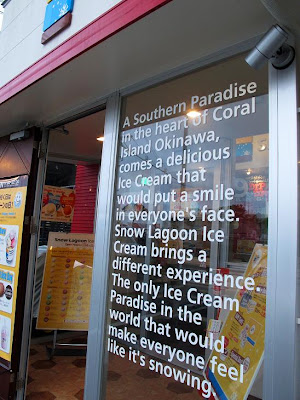 A Southern Paradise
in the heart of Coral
Island Okinawa,
comes a delicious
Ice Cream that
would put a smile
in everyone's face.
Snow Lagoon Ice
Cream brings a
different experience.
The only Ice Cream
Paradise in the
world that would
make everyone feel
like it's snowing.
Snow Lagoon